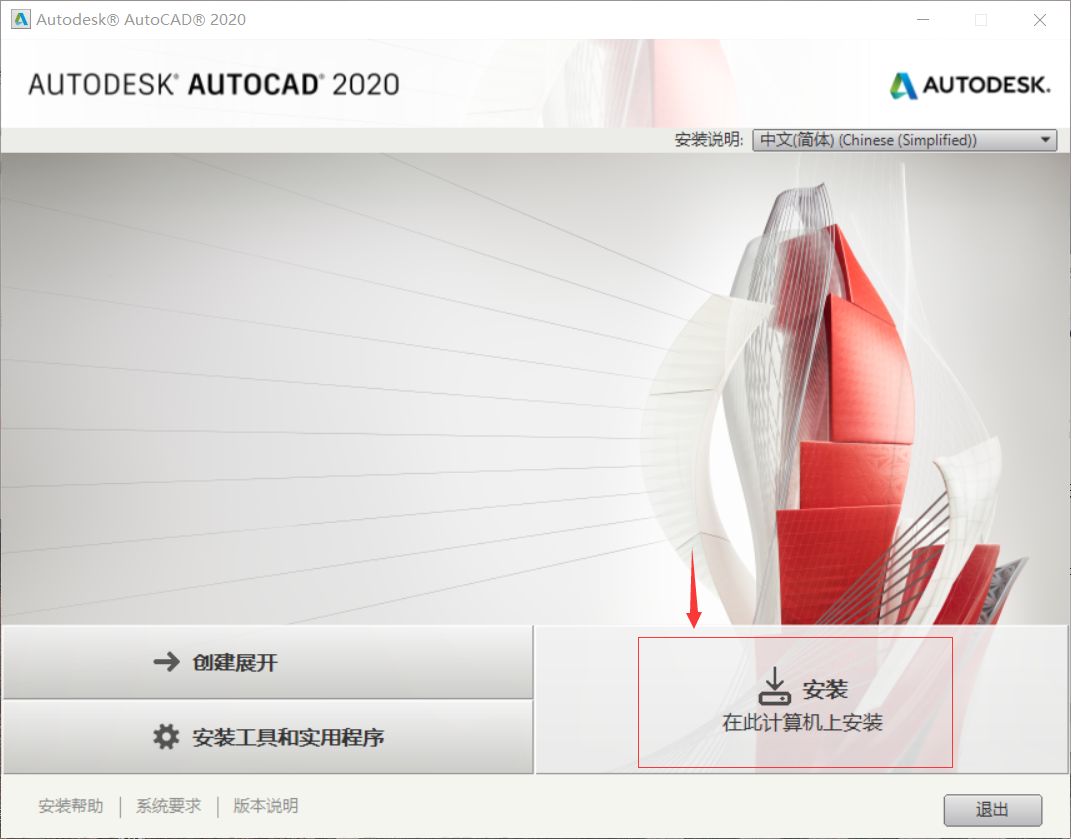 Autodesk® AutoCAD® 2020
AUTODESK® AUTOCAD® 2020
AUTODESK.
安装说明: 中文(简体) (Chinese (Simplified))
创建展开
安装工具和实用程序
安装
在此计算机上安装
安装帮助 | 系统要求 | 版本说明
退出